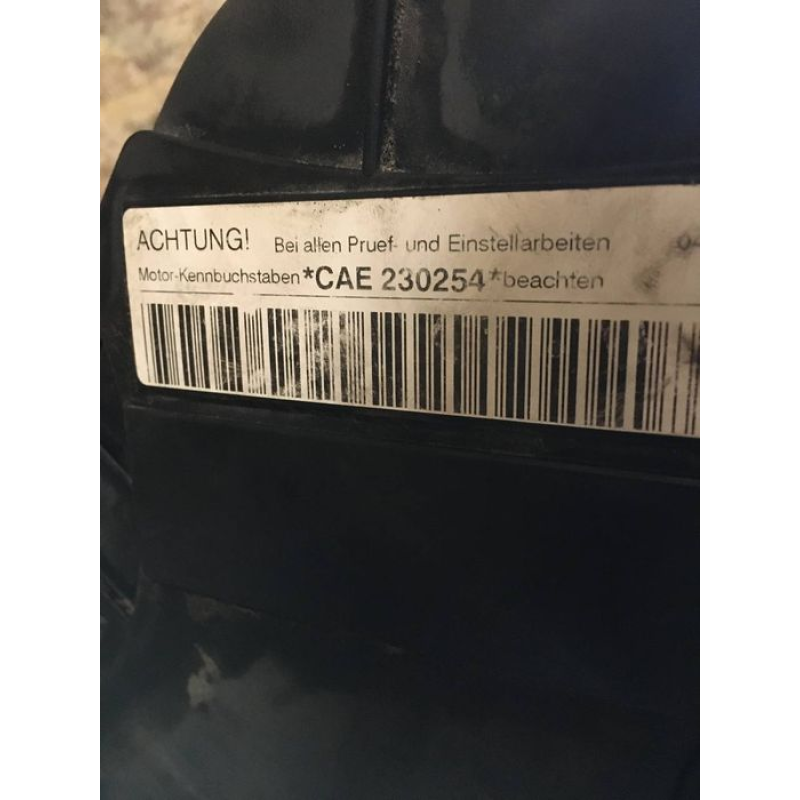 ACHTUNG! Bei allen Pruef- und Einstellarbeiten
Motor-Kennbuchstaben *CAE 230254* beachten